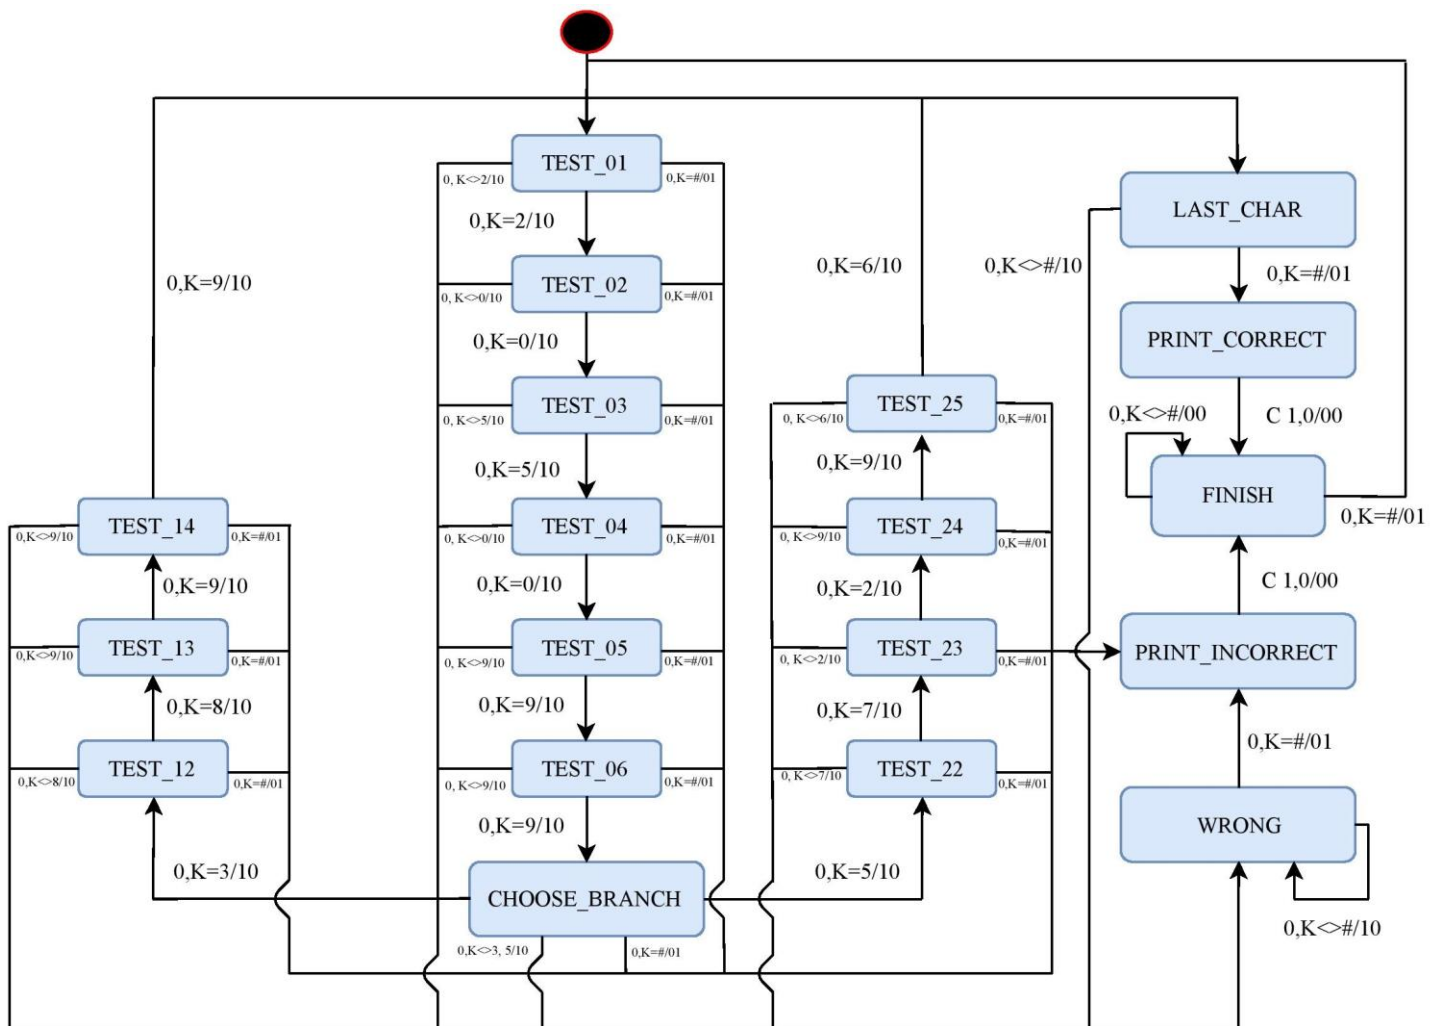 TEST_01
0, K<>2/10
0,K=#/01
0,K=2/10
TEST_02
0, K<>0/10
0,K=#/01
0,K=0/10
TEST_03
0, K<>5/10
0,K=#/01
0,K=5/10
TEST_04
0, K<>0/10
0,K=#/01
0,K=0/10
TEST_05
0, K<>9/10
0,K=#/01
0,K=9/10
TEST_06
0, K<>9/10
0,K=#/01
0,K=9/10
CHOOSE_BRANCH
0,K<>3, 5/10
0,K=#/01
0,K=3/10
0,K=5/10
TEST_12
0,K<>8/10
0,K=#/01
0,K=8/10
TEST_13
0,K<>9/10
0,K=#/01
0,K=9/10
TEST_14
0,K<>9/10
0,K=#/01
0,K=9/10
TEST_22
0, K<>7/10
0,K=#/01
0,K=7/10
TEST_23
0, K<>2/10
0,K=#/01
0,K=2/10
TEST_24
0, K<>9/10
0,K=#/01
0,K=9/10
TEST_25
0, K<>6/10
0,K=#/01
0,K=6/10
LAST_CHAR
0,K<>#/10
0,K=#/01
PRINT_CORRECT
C 1,0/00
0,K<>#/00
FINISH
0,K=#/01
C 1,0/00
PRINT_INCORRECT
0,K=#/01
WRONG
0,K<>#/10